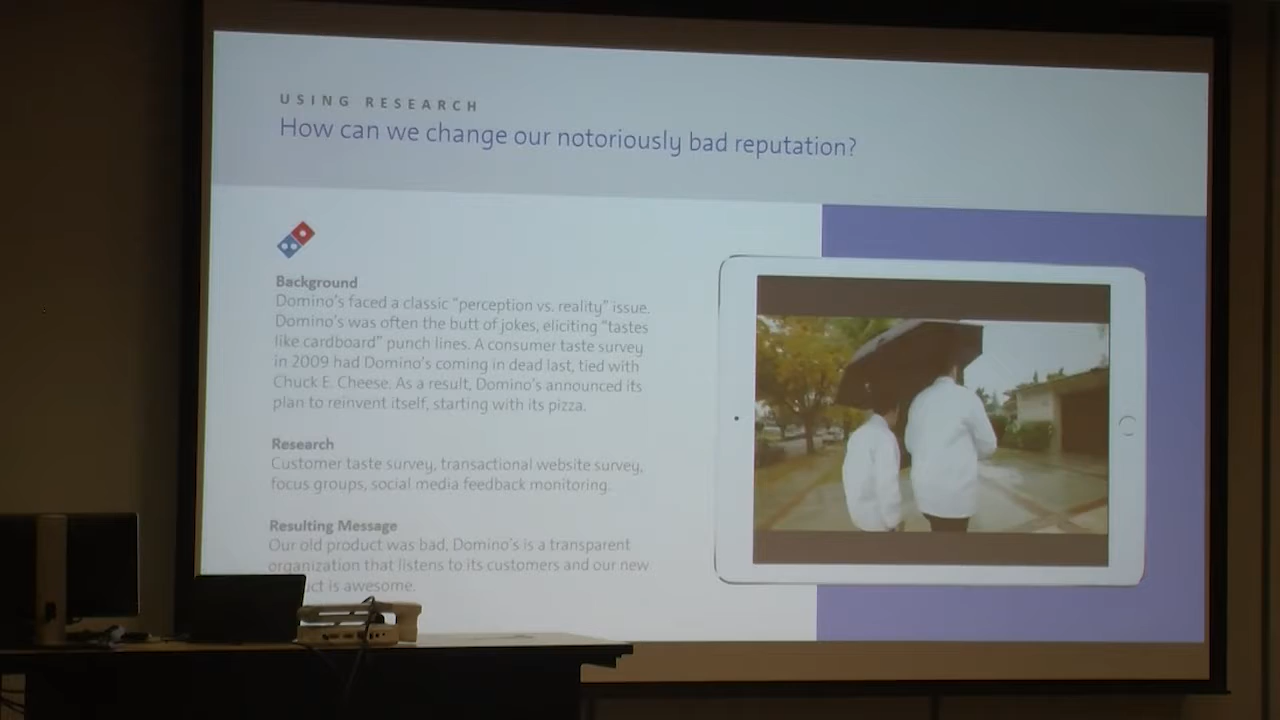 USING RESEARCH
How can we change our notoriously bad reputation?
Background
Domino's faced a classic "perception vs. reality" issue.
Domino's was often the butt of jokes, eliciting "tastes
like cardboard" punch lines. A consumer taste survey
in 2009 had Domino's coming in dead last, tied with
Chuck E. Cheese. As a result, Domino's announced its
plan to reinvent itself, starting with its pizza.
Research
Customer taste survey, transactional website survey,
focus groups, social media feedback monitoring.
Resulting Message
Our old product was bad, Domino's is a transparent
organization that listens to its customers and our new
is awesome.